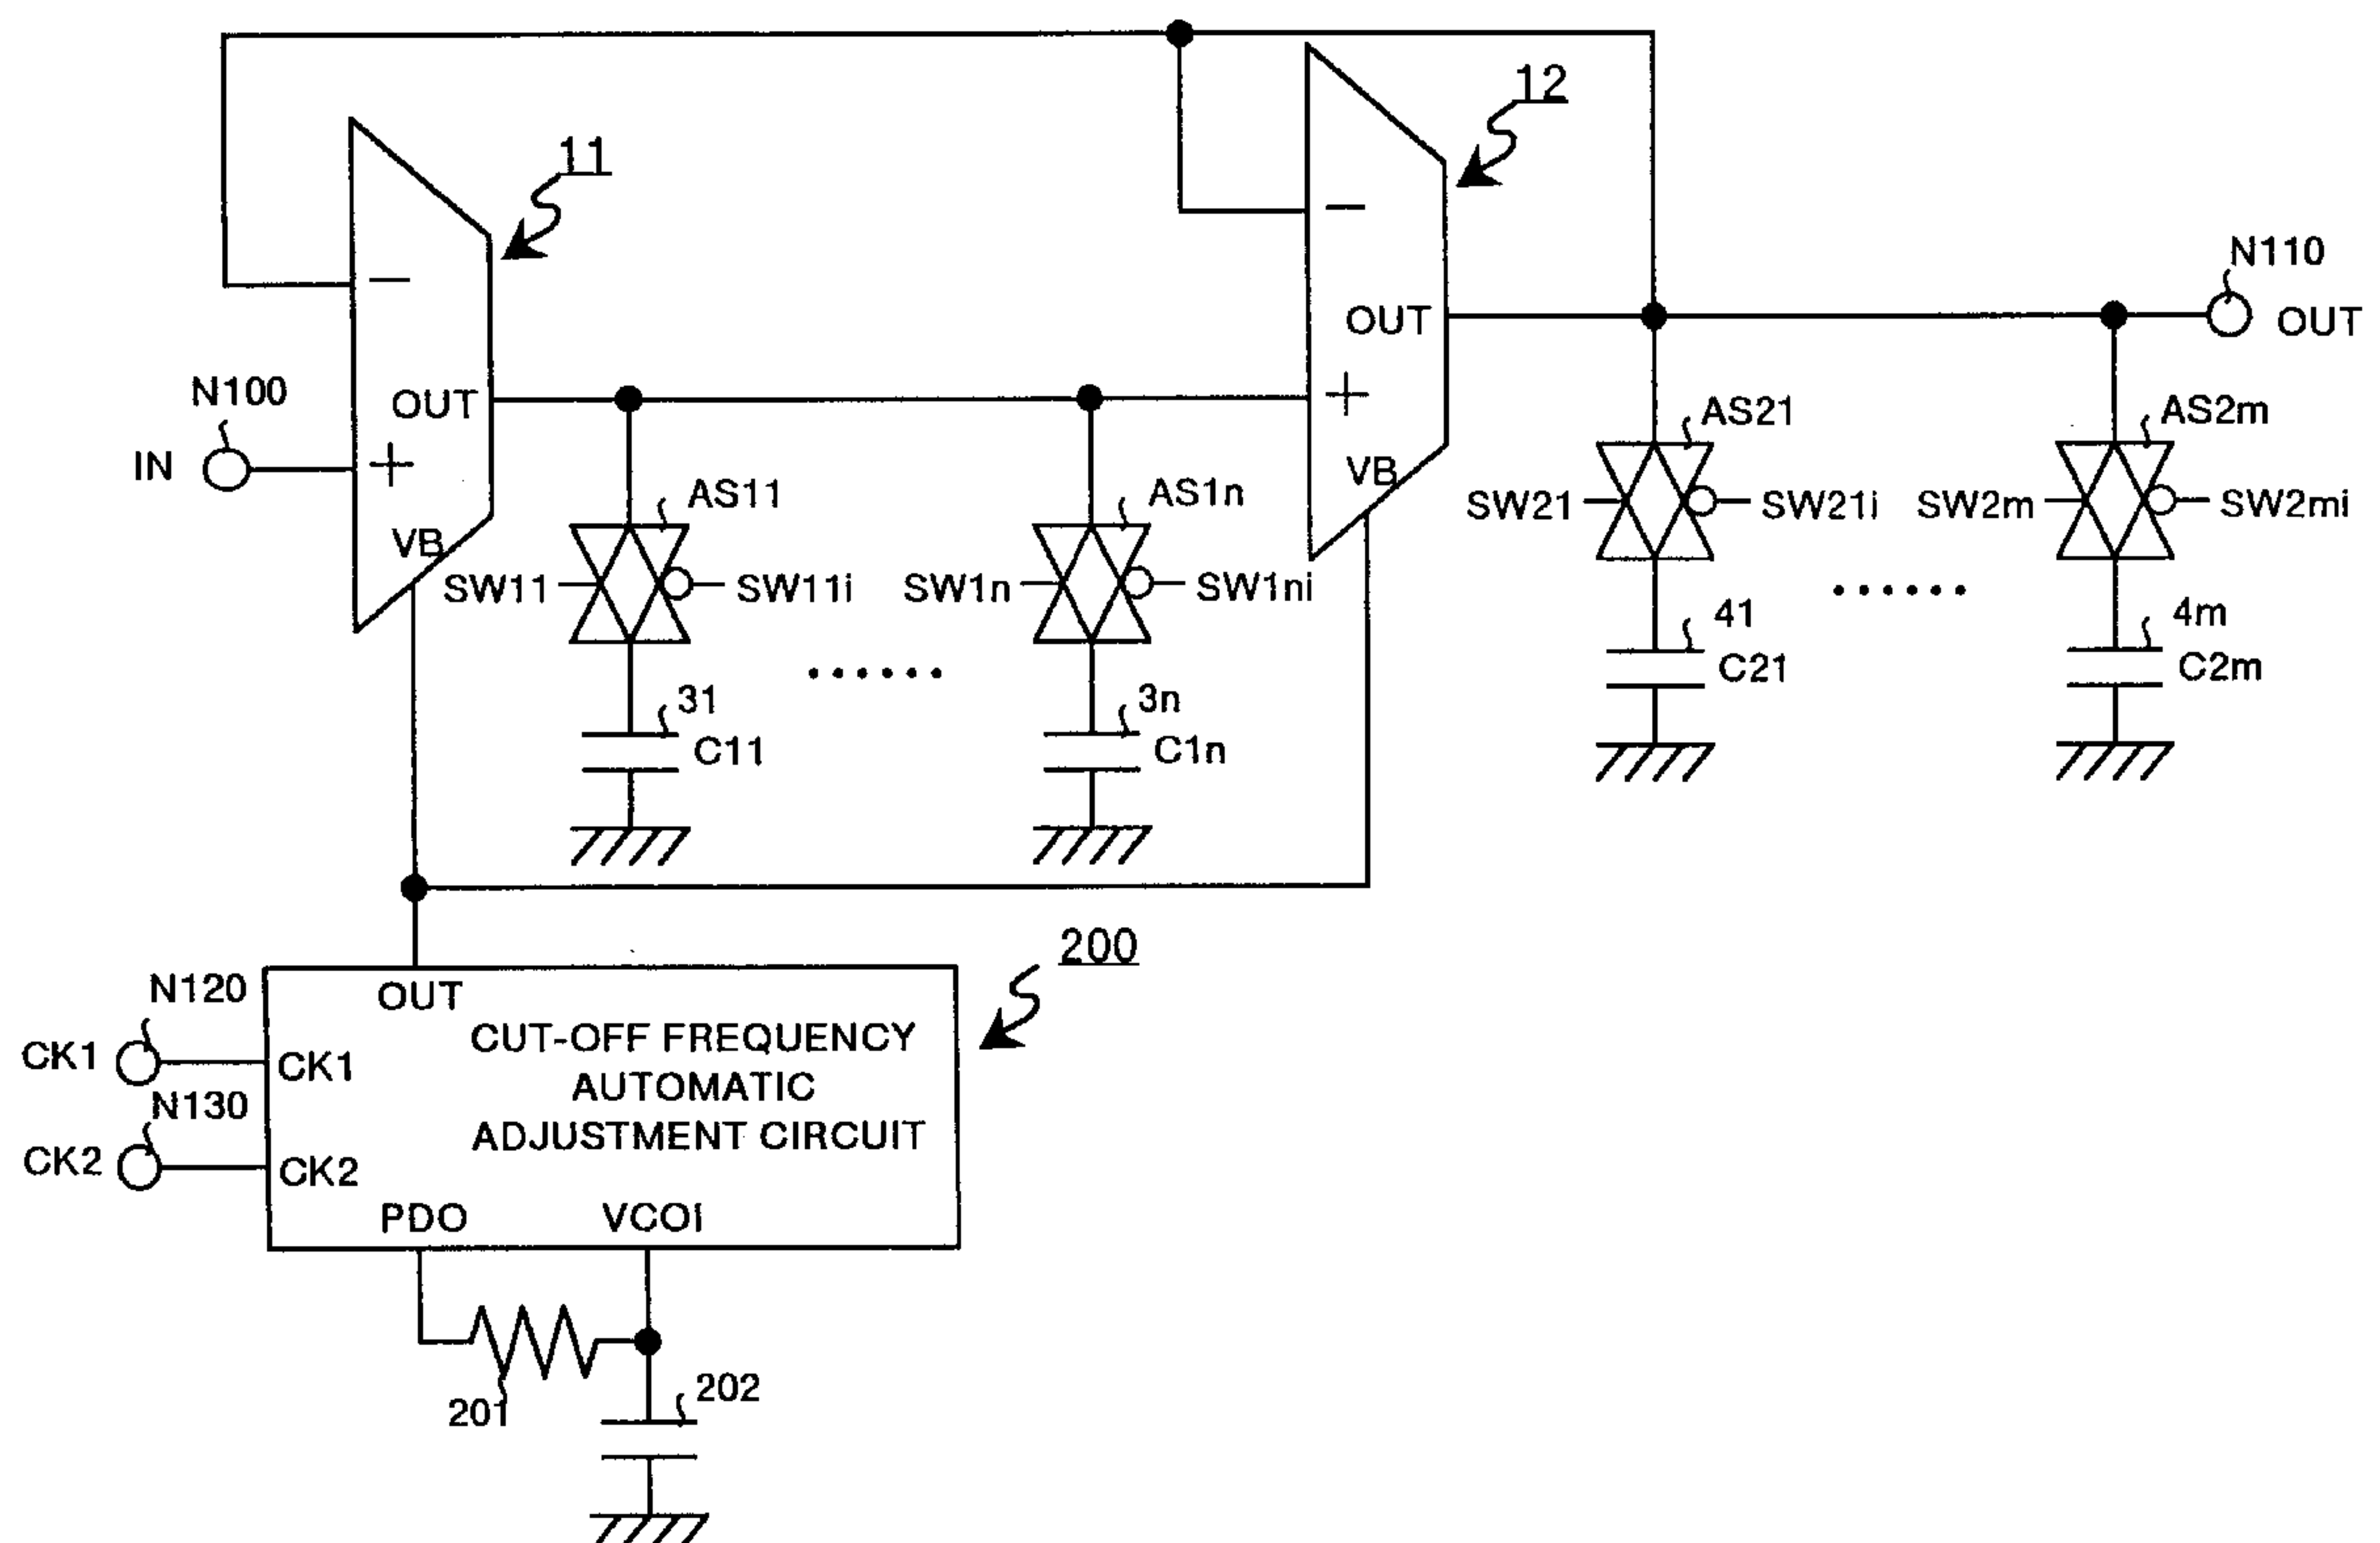 12
11
N110
−
−
OUT
OUT
N100
OUT
+
AS21
AS2m
IN
+
AS11
AS1n
VB
SW21
SW21i
SW2m
SW2mi
VB
SW11
SW11i
SW1n
SW1ni
......
41
C21
4m
C2m
......
31
C11
3n
C1n
200
N120
OUT
CK1
CK1
CUT-OFF FREQUENCY
AUTOMATIC
ADJUSTMENT CIRCUIT
N130
CK2
CK2
PDO
VCOI
201
202